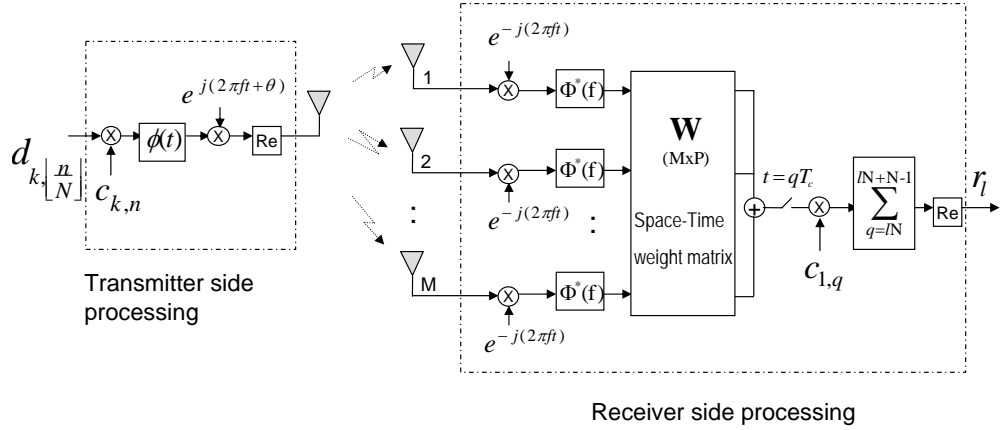 d_{k,⌊n/N⌋}
X
c_{k,n}
ϕ(t)
e^{j(2πft+θ)}
X
Re
Transmitter side
processing
1
e^{-j(2πft)}
X
Φ*(f)
2
X
e^{-j(2πft)}
Φ*(f)
:
:
M
X
e^{-j(2πft)}
Φ*(f)
W
(MxP)
Space-Time
weight matrix
+
t=qT_c
X
c_{1,q}
lN+N-1
∑
q=lN
Re
r_l
Receiver side processing